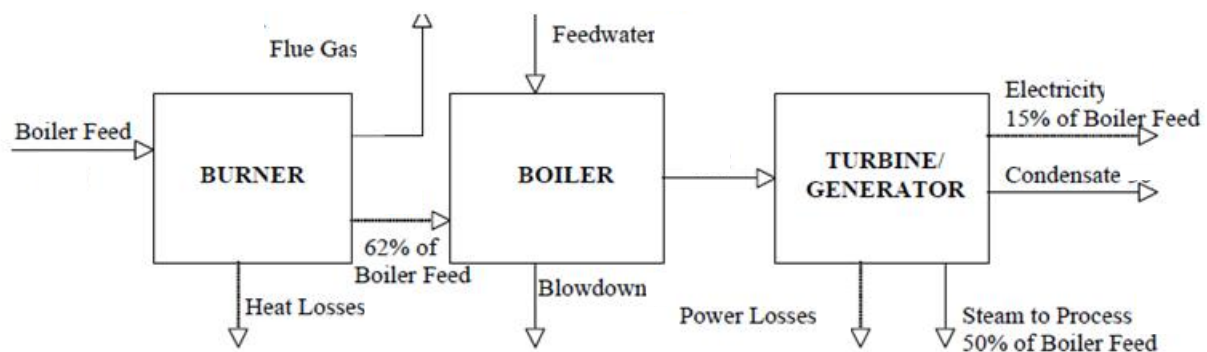 Flue Gas
Feedwater
Boiler Feed
BURNER
BOILER
TURBINE/
GENERATOR
Electricity
15% of Boiler Feed
Condensate
62% of
Boiler Feed
Heat Losses
Blowdown
Power Losses
Steam to Process
50% of Boiler Feed